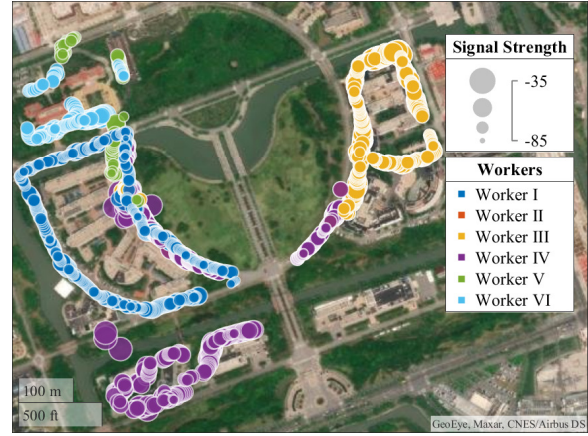 Signal Strength
-35
-85
Workers
Worker I
Worker II
Worker III
Worker IV
Worker V
Worker VI
100 m
500 ft
GeoEye, Maxar, CNES/Airbus DS